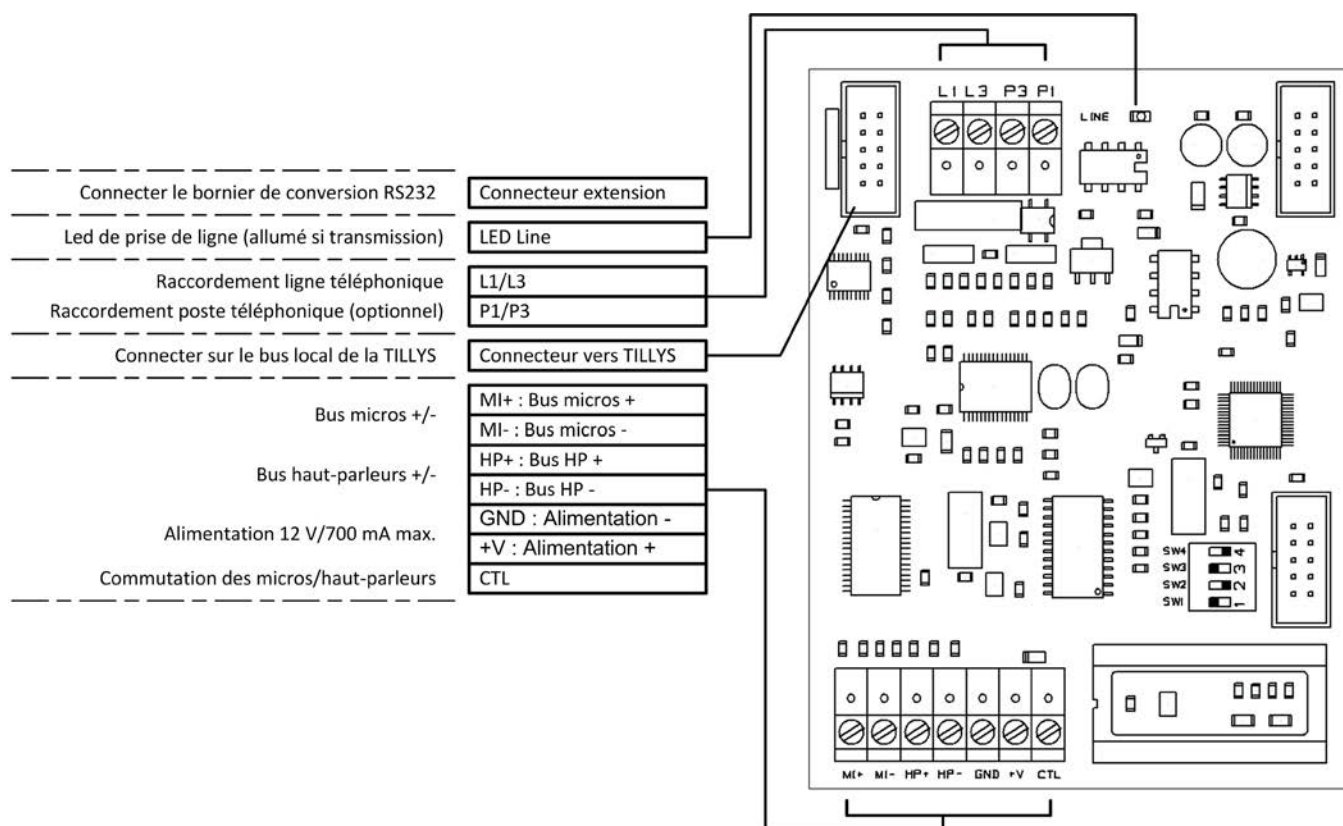 Connecter le bornier de conversion RS232
Connecteur extension
Led de prise de ligne (allumé si transmission)
LED Line
Raccordement ligne téléphonique
L1/L3
Raccordement poste téléphonique (optionnel)
P1/P3
Connecter sur le bus local de la TILLYS
Connecteur vers TILLYS
Bus micros +/-
MI+ : Bus micros +
MI- : Bus micros -
Bus haut-parleurs +/-
HP+ : Bus HP +
HP- : Bus HP -
Alimentation 12 V/700 mA max.
GND : Alimentation -
+V : Alimentation +
Commutation des micros/haut-parleurs
CTL
L1 L3 P3 P1
LINE
SW4 4
SW3 3
SW2 2
SW1 1
MI+ MI- HP+ HP- GND +V CTL